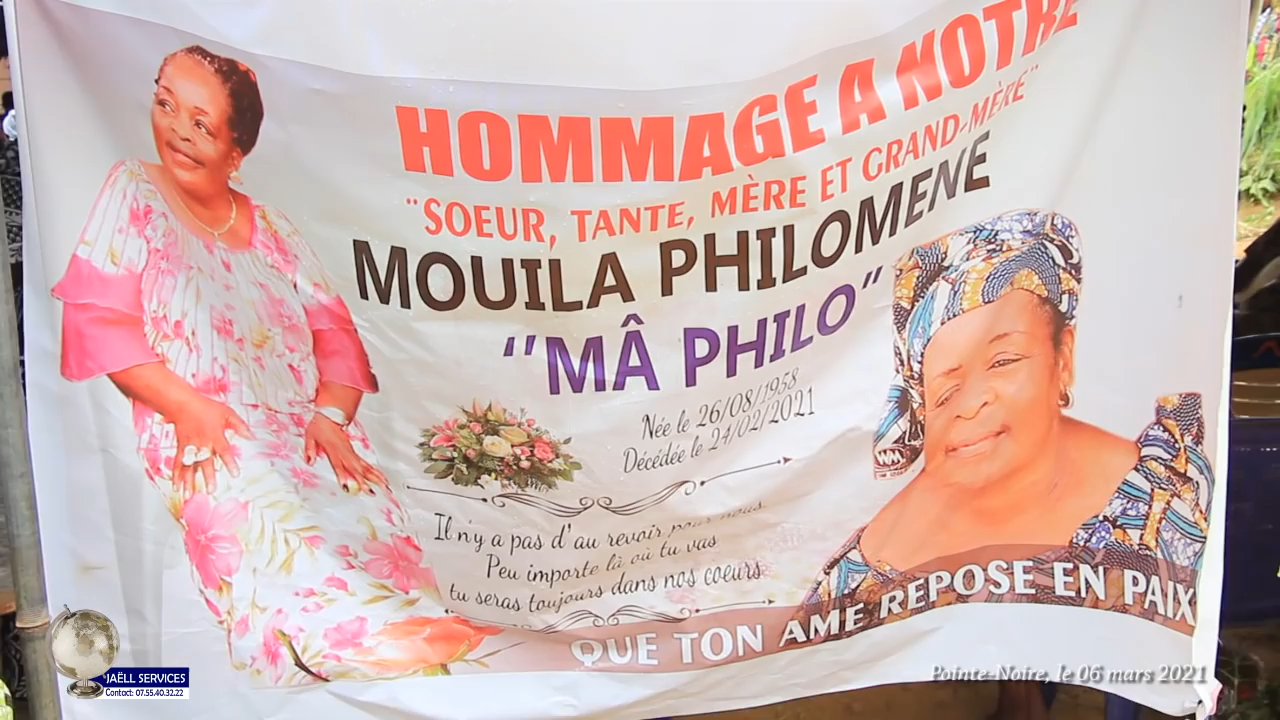 HOMMAGE A NOTRE
"SOEUR, TANTE, MÈRE ET GRAND-MÈRE"
MOUILA PHILOMENE
''MÂ PHILO''
Née le 26/08/1958
Décédée le 24/02/2021
Il n'y a pas d'au revoir pour nous.
Peu importe là où tu vas
tu seras toujours dans nos coeurs
QUE TON AME REPOSE EN PAIX
JAËLL SERVICES
Contact: 07.55.40.32.22
Pointe-Noire, le 06 mars 2021